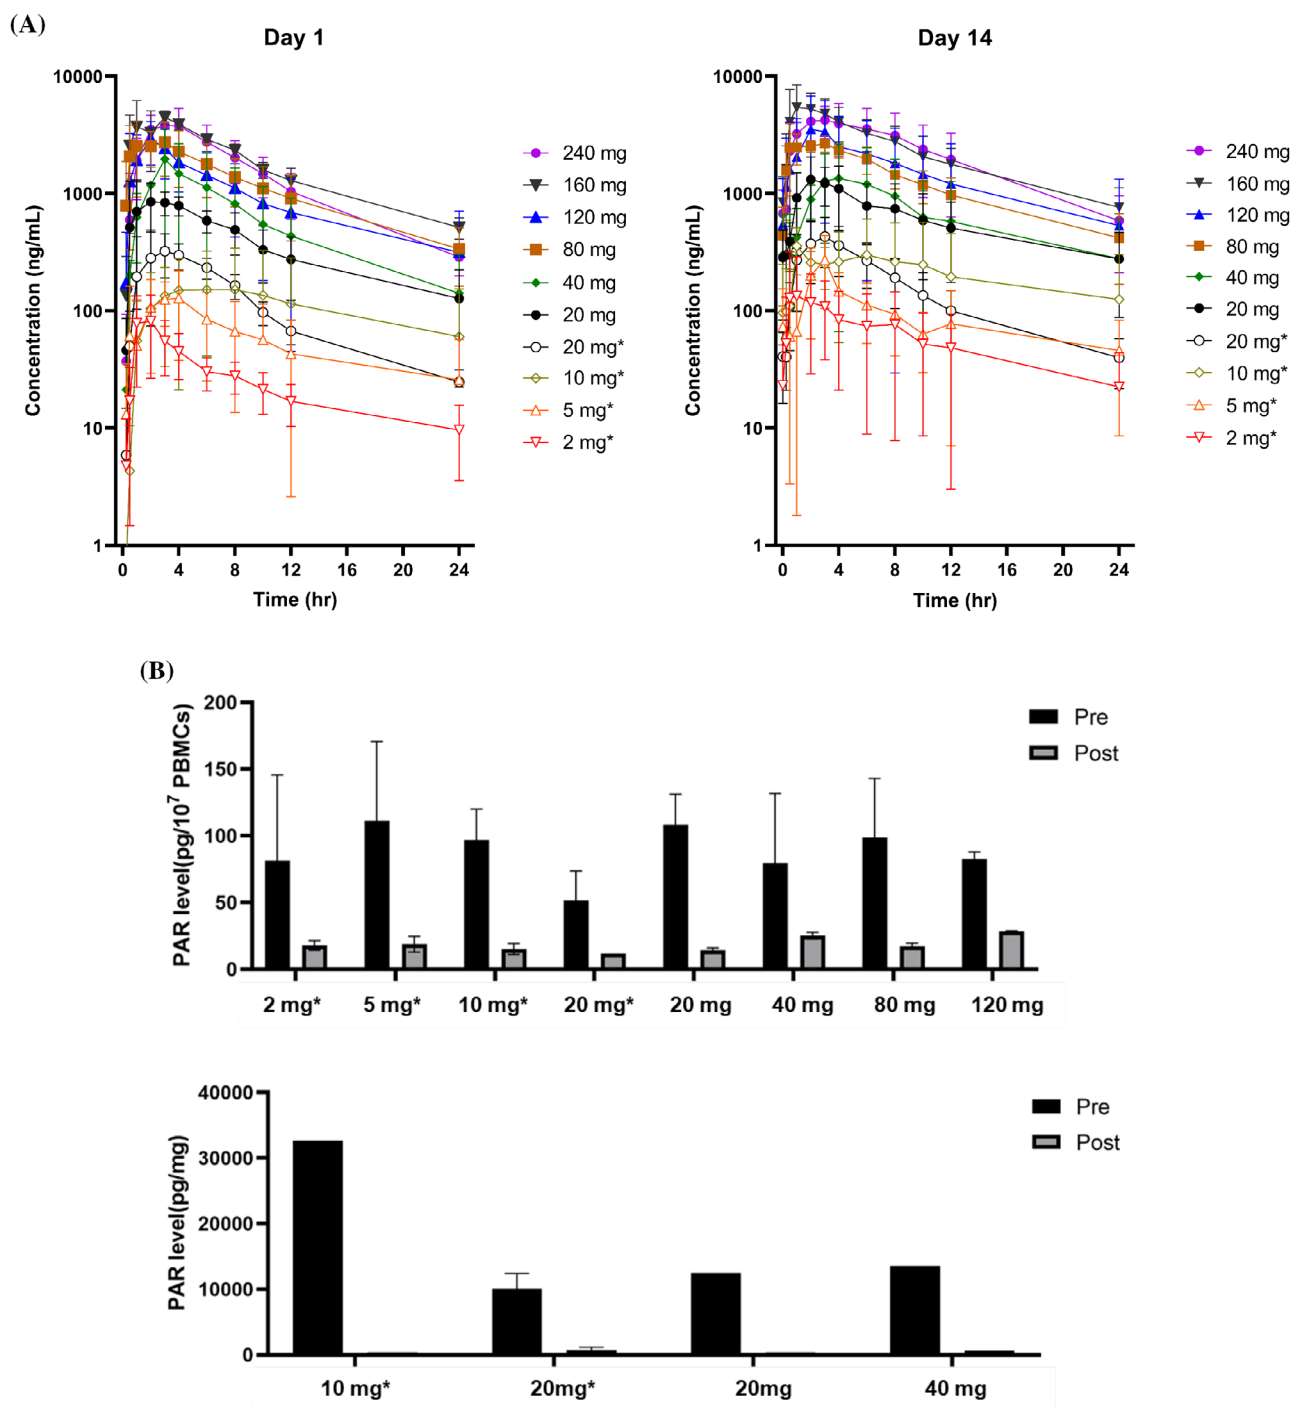 (A)
Day 1
Day 14
Concentration (ng/mL)
10000
1000
100
10
1
0 4 8 12 16 20 24
Time (hr)
240 mg
160 mg
120 mg
80 mg
40 mg
20 mg
20 mg*
10 mg*
5 mg*
2 mg*
Concentration (ng/mL)
10000
1000
100
10
1
0 4 8 12 16 20 24
Time (hr)
240 mg
160 mg
120 mg
80 mg
40 mg
20 mg
20 mg*
10 mg*
5 mg*
2 mg*
(B)
PAR level(pg/10⁷ PBMCs)
200
150
100
50
0
2 mg* 5 mg* 10 mg* 20 mg* 20 mg 40 mg 80 mg 120 mg
Pre
Post
PAR level(pg/mg)
40000
30000
20000
10000
0
10 mg* 20mg* 20mg 40 mg
Pre
Post